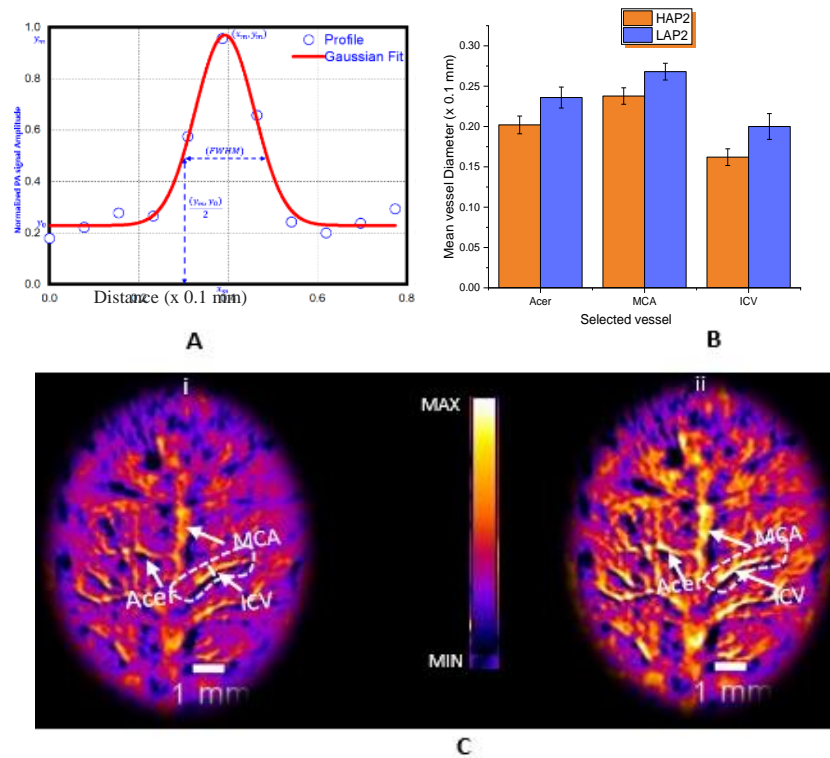 1.0
0.8
0.6
0.4
0.2
0.0
0.0
0.6
0.8
Normalized PA signal Amplitude
yₘ
y₀
(xₘ, yₘ)
Profile
Gaussian Fit
(FWHM)
(yₘ, y₀)
2
xₘ
Distance (x 0.1 mm)
A
HAP2
LAP2
0.30
0.25
0.20
0.15
0.10
0.05
0.00
Mean vessel Diameter (x 0.1 mm)
Acer
MCA
ICV
Selected vessel
B
i
MCA
Acer
ICV
1 mm
MAX
MIN
ii
MCA
Acer
ICV
1 mm
C